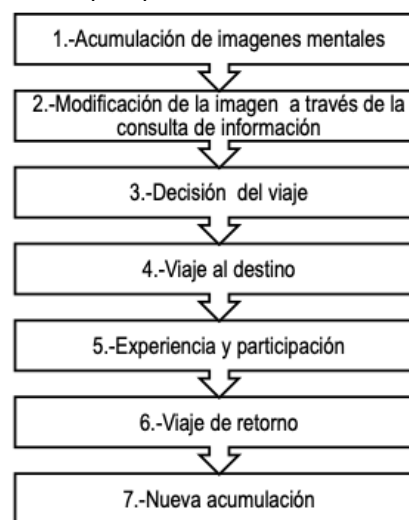 1.-Acumulación de imagenes mentales
2.-Modificación de la imagen a través de la
consulta de información
3.-Decisión del viaje
4.-Viaje al destino
5.-Experiencia y participación
6.-Viaje de retorno
7.-Nueva acumulación